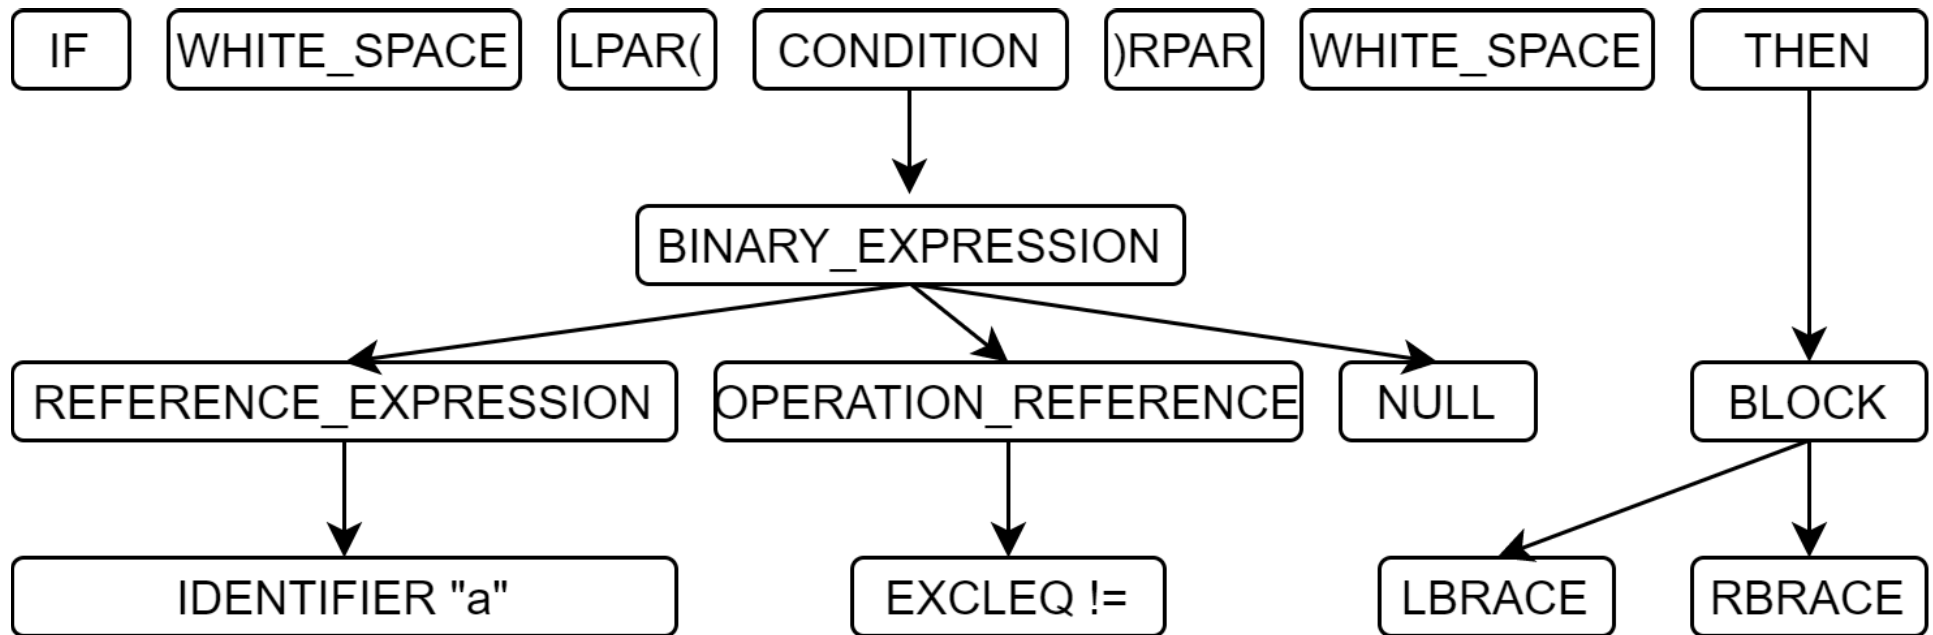 IF WHITE_SPACE LPAR( CONDITION )RPAR WHITE_SPACE THEN
BINARY_EXPRESSION
REFERENCE_EXPRESSION OPERATION_REFERENCE NULL BLOCK
IDENTIFIER "a" EXCLEQ != LBRACE RBRACE